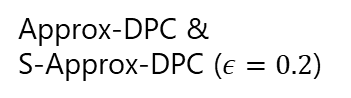 Approx-DPC &
S-Approx-DPC (𝜖 = 0.2)